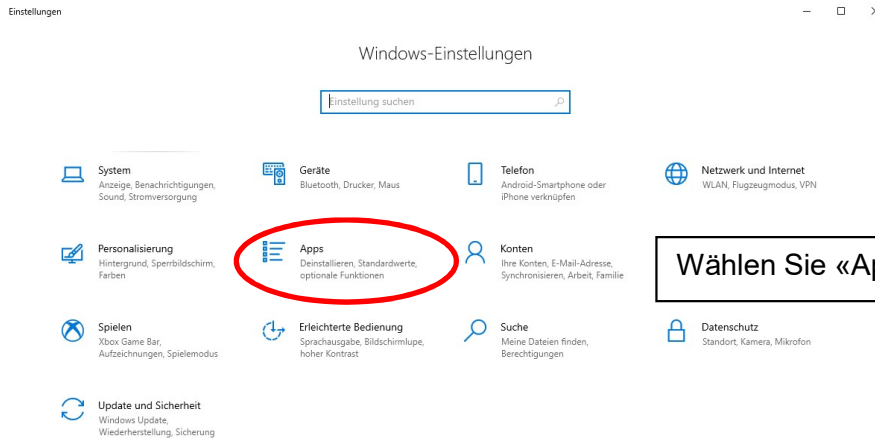 Einstellungen
Windows-Einstellungen
Einstellung suchen
System
Anzeige, Benachrichtigungen,
Sound, Stromversorgung
Geräte
Bluetooth, Drucker, Maus
Telefon
Android-Smartphone oder
iPhone verknüpfen
Netzwerk und Internet
WLAN, Flugzeugmodus, VPN
Personalisierung
Hintergrund, Sperrbildschirm,
Farben
Apps
Deinstallieren, Standardwerte,
optionale Funktionen
Konten
Ihre Konten, E-Mail-Adresse,
Synchronisieren, Arbeit, Familie
Wählen Sie «Ap
Spielen
Xbox Game Bar,
Aufzeichnungen, Spielemodus
Erleichterte Bedienung
Sprachausgabe, Bildschirmlupe,
hoher Kontrast
Suche
Meine Dateien finden,
Berechtigungen
Datenschutz
Standort, Kamera, Mikrofon
Update und Sicherheit
Windows Update,
Wiederherstellung, Sicherung